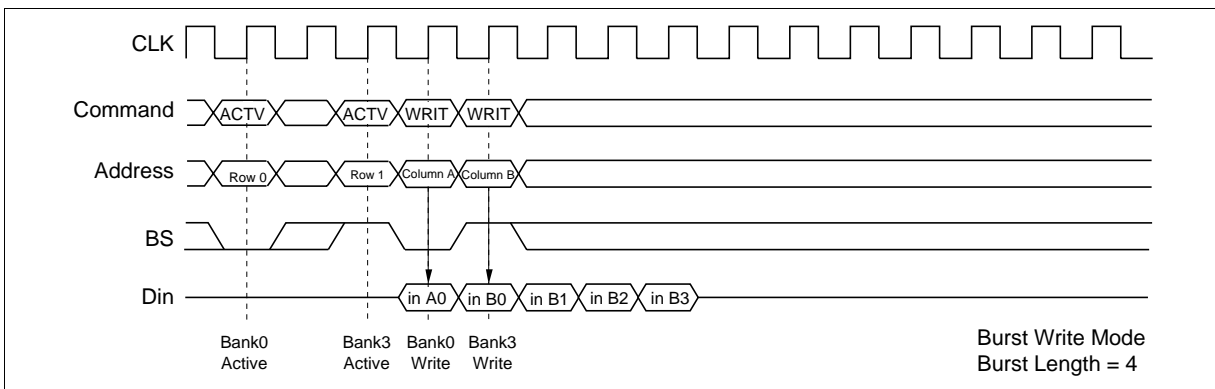 CLK
Command ACTV ACTV WRIT WRIT
Address Row 0 Row 1 Column A Column B
BS
Din in A0 in B0 in B1 in B2 in B3
Bank0 Bank3 Bank0 Bank3
Active Active Write Write
Burst Write Mode
Burst Length = 4